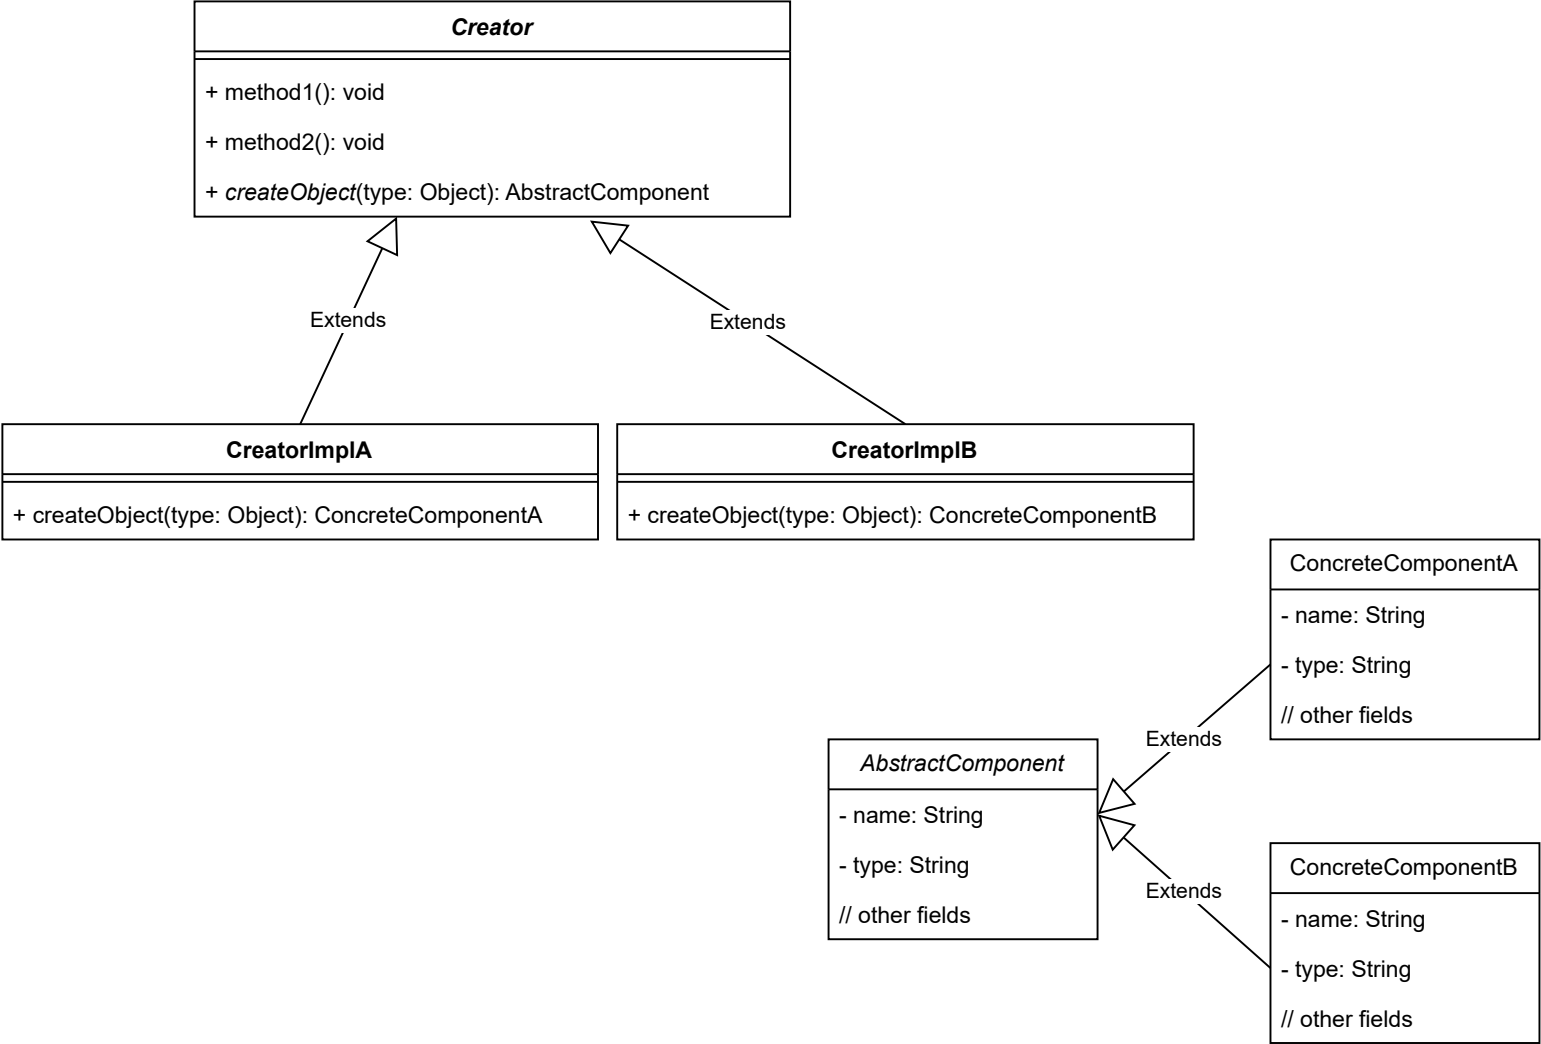 Creator
+ method1(): void
+ method2(): void
+ createObject(type: Object): AbstractComponent
Extends
Extends
CreatorImplA
+ createObject(type: Object): ConcreteComponentA
CreatorImplB
+ createObject(type: Object): ConcreteComponentB
ConcreteComponentA
- name: String
- type: String
// other fields
Extends
AbstractComponent
- name: String
- type: String
// other fields
Extends
ConcreteComponentB
- name: String
- type: String
// other fields